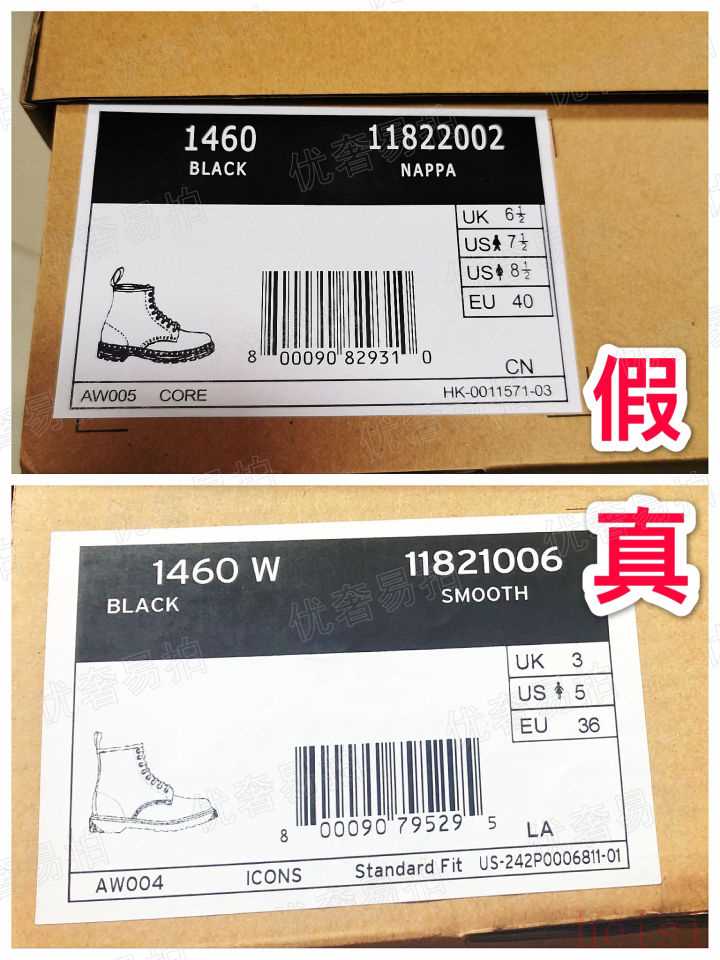 1460
11822002
BLACK
NAPPA
UK 6½
US 7½
US 8½
EU 40
8 00090 82931 0
CN
AW005 CORE
HK-0011571-03
假
真
1460 W
11821006
BLACK
SMOOTH
UK 3
US 5
EU 36
8 00090 79529 5
LA
AW004
ICONS
Standard Fit
US-242P0006811-01
优奢易拍